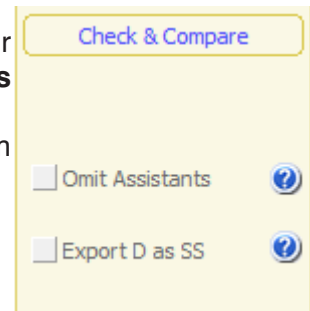 Check & Compare
r
s
n
Omit Assistants
Export D as SS